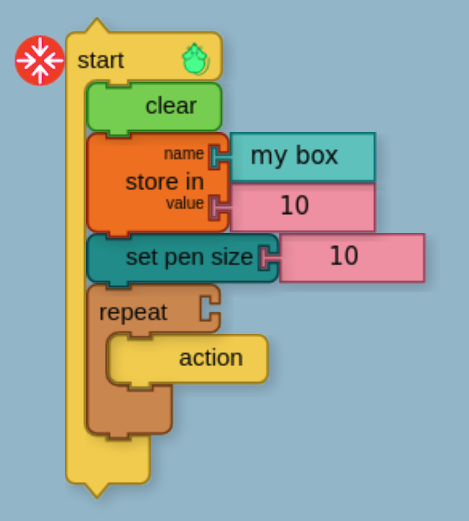 start
clear
name my box
store in
value 10
set pen size 10
repeat
action